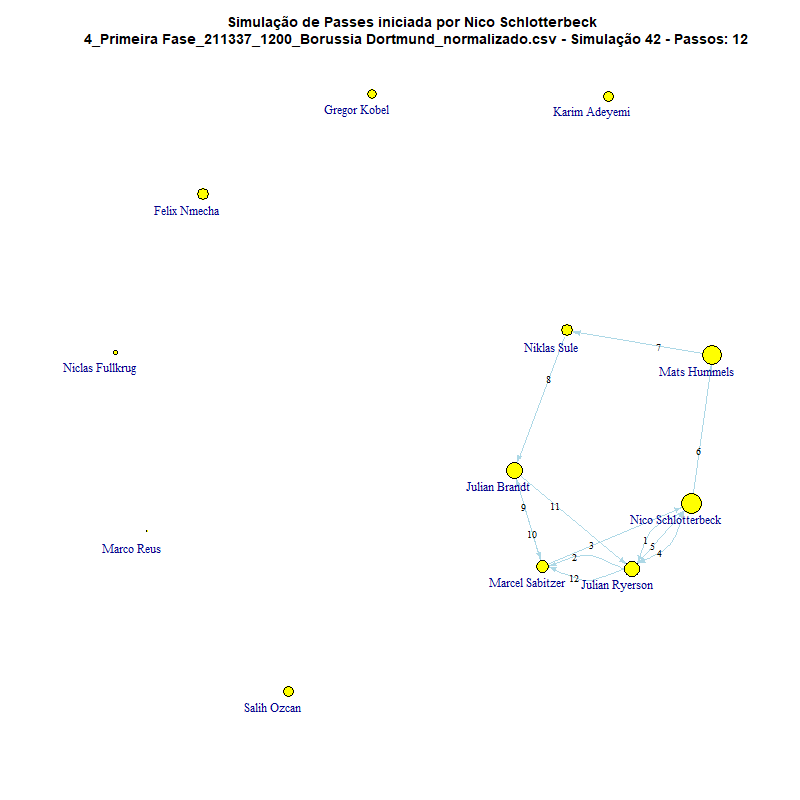 Simulação de Passes iniciada por Nico Schlotterbeck
4_Primeira Fase_211337_1200_Borussia Dortmund_normalizado.csv - Simulação 42 - Passos: 12
Gregor Kobel
Karim Adeyemi
Felix Nmecha
Niklas Sule
7
Mats Hummels
Niclas Fullkrug
8
6
Julian Brandt
9
11
Nico Schlotterbeck
10
1
3
5
4
2
Marco Reus
12
Marcel Sabitzer
Julian Ryerson
Salih Ozcan